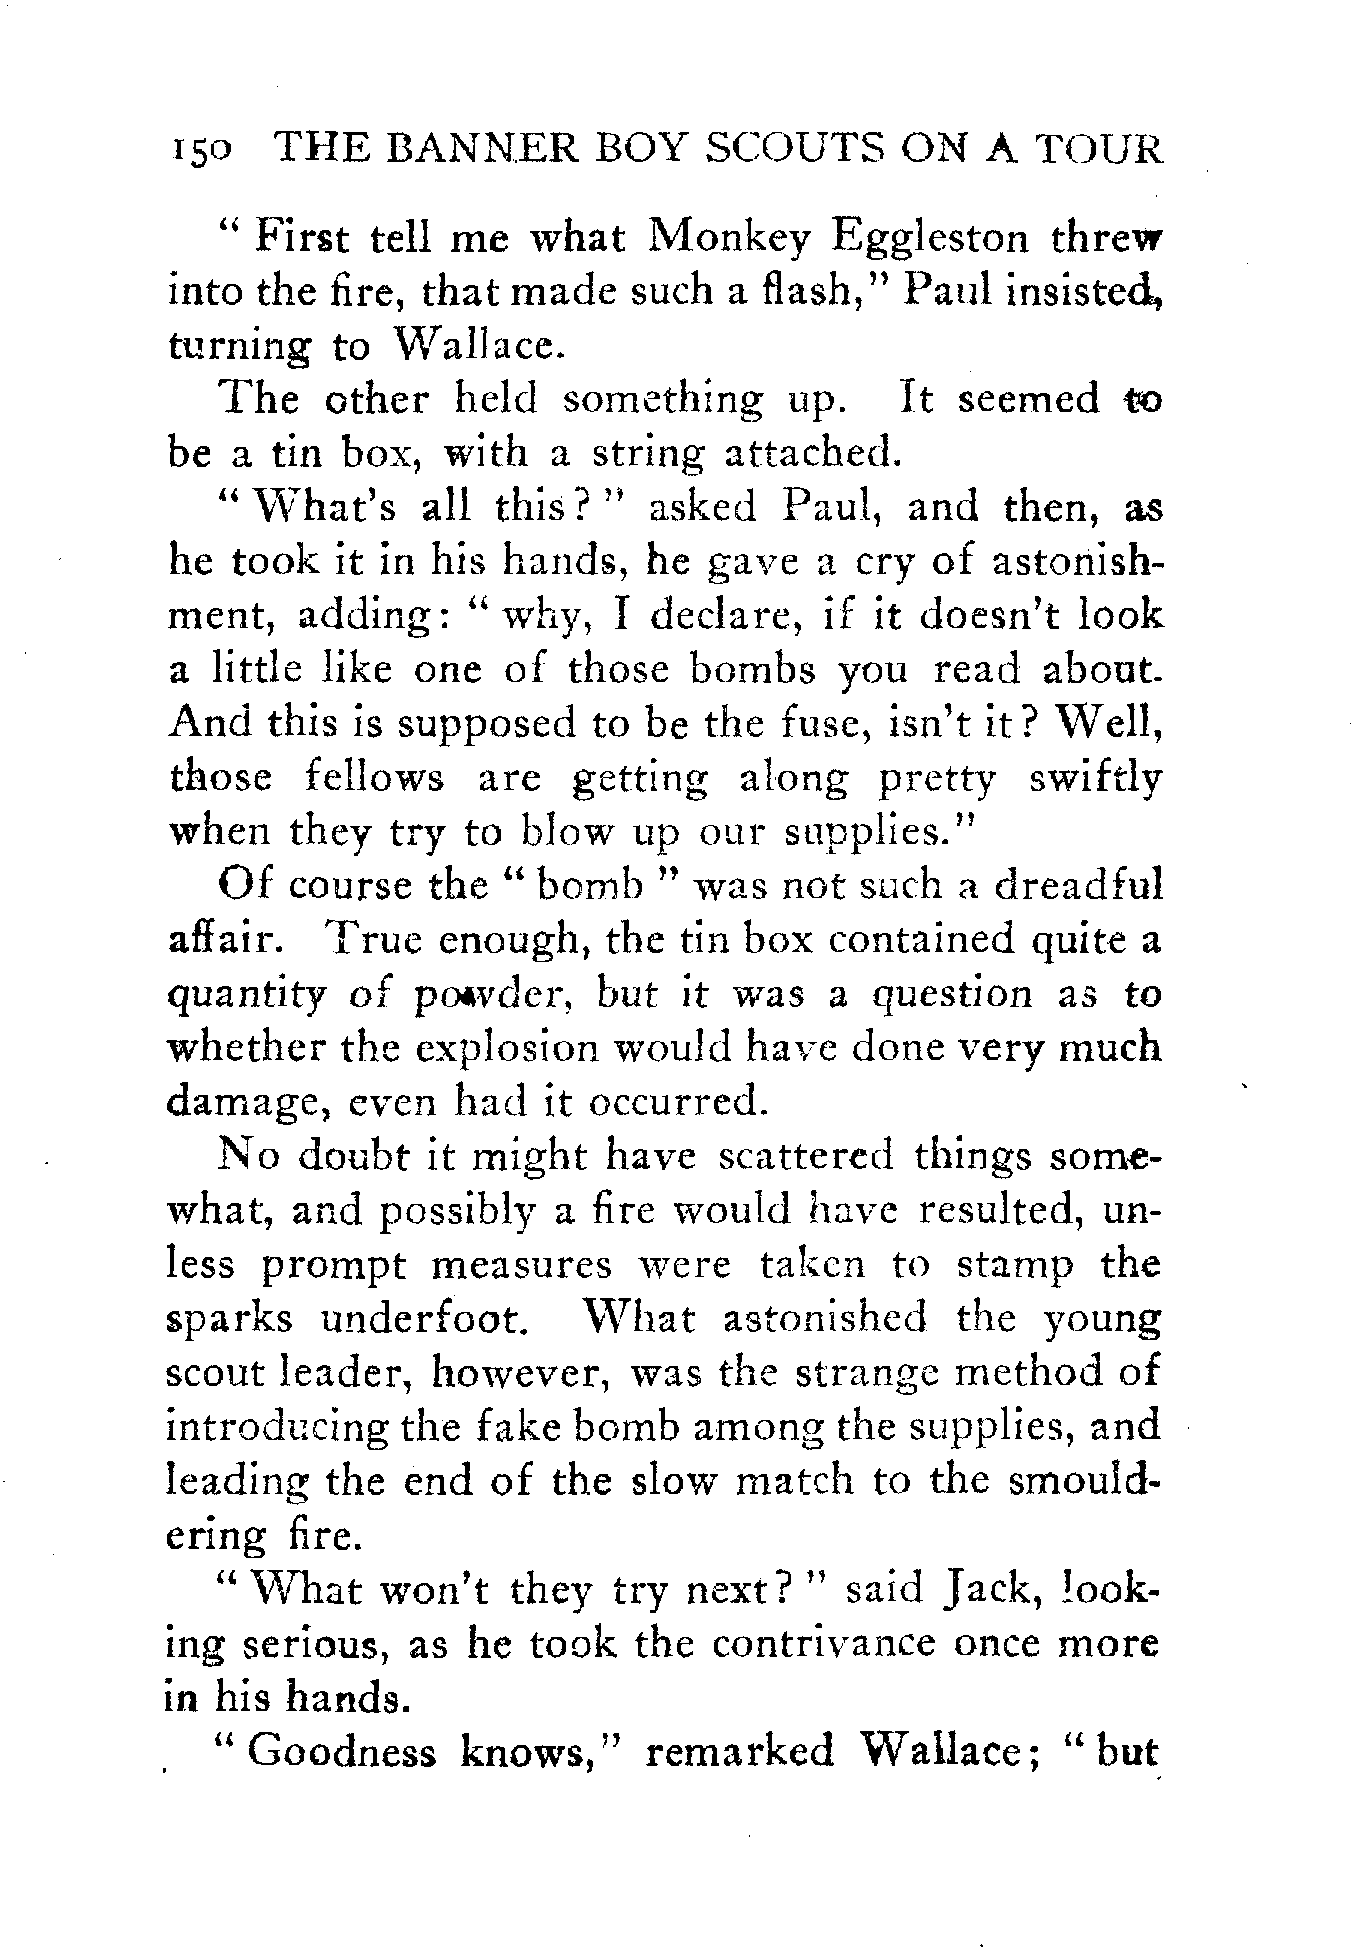 150 THE BANNER BOY SCOUTS ON A TOUR
“ First tell me what Monkey Eggleston threw
into the fire, that made such a flash,” Paul insisted,
turning to Wallace.
The other held something up. It seemed to
be a tin box, with a string attached.
“ What's all this? ” asked Paul, and then, as
he took it in his hands, he gave a cry of astonish-
ment, adding: “ why, I declare, if it doesn't look
a little like one of those bombs you read about.
And this is supposed to be the fuse, isn't it? Well,
those fellows are getting along pretty swiftly
when they try to blow up our supplies.”
Of course the “ bomb ” was not such a dreadful
affair. True enough, the tin box contained quite a
quantity of powder, but it was a question as to
whether the explosion would have done very much
damage, even had it occurred.
No doubt it might have scattered things some-
what, and possibly a fire would have resulted, un-
less prompt measures were taken to stamp the
sparks underfoot. What astonished the young
scout leader, however, was the strange method of
introducing the fake bomb among the supplies, and
leading the end of the slow match to the smould-
ering fire.
“ What won't they try next? ” said Jack, look-
ing serious, as he took the contrivance once more
in his hands.
“ Goodness knows,” remarked Wallace; “ but